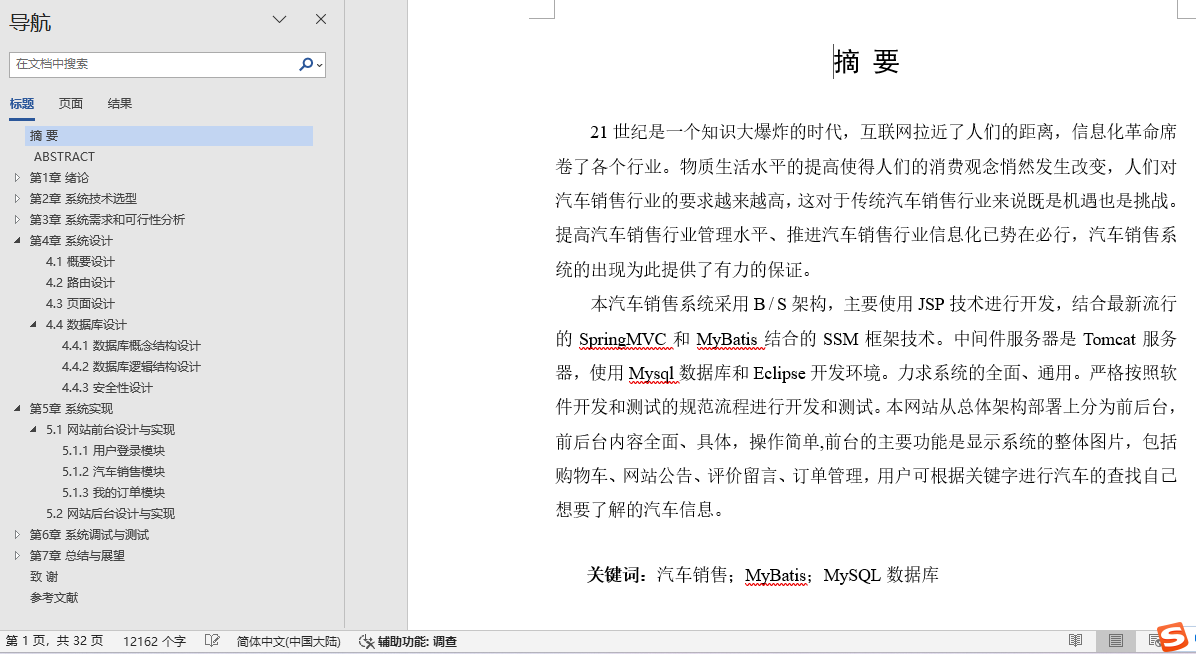 导航
在文档中搜索
标题 页面 结果
摘 要
ABSTRACT
第1章 绪论
第2章 系统技术选型
第3章 系统需求和可行性分析
第4章 系统设计
4.1 概要设计
4.2 路由设计
4.3 页面设计
4.4 数据库设计
4.4.1 数据库概念结构设计
4.4.2 数据库逻辑结构设计
4.4.3 安全性设计
第5章 系统实现
5.1 网站前台设计与实现
5.1.1 用户登录模块
5.1.2 汽车销售模块
5.1.3 我的订单模块
5.2 网站后台设计与实现
第6章 系统调试与测试
第7章 总结与展望
致 谢
参考文献
摘 要
21 世纪是一个知识大爆炸的时代，互联网拉近了人们的距离，信息化革命席
卷了各个行业。物质生活水平的提高使得人们的消费观念悄然发生改变，人们对
汽车销售行业的要求越来越高，这对于传统汽车销售行业来说既是机遇也是挑战。
提高汽车销售行业管理水平、推进汽车销售行业信息化已势在必行，汽车销售系
统的出现为此提供了有力的保证。
本汽车销售系统采用 B / S 架构，主要使用 JSP 技术进行开发，结合最新流行
的 SpringMVC 和 MyBatis 结合的 SSM 框架技术。中间件服务器是 Tomcat 服务
器，使用 Mysql 数据库和 Eclipse 开发环境。力求系统的全面、通用。严格按照软
件开发和测试的规范流程进行开发和测试。本网站从总体架构部署上分为前后台，
前后台内容全面、具体，操作简单,前台的主要功能是显示系统的整体图片，包括
购物车、网站公告、评价留言、订单管理，用户可根据关键字进行汽车的查找自己
想要了解的汽车信息。
关键词：汽车销售；MyBatis；MySQL 数据库
第 1 页，共 32 页 12162 个字 简体中文(中国大陆) 辅助功能: 调查